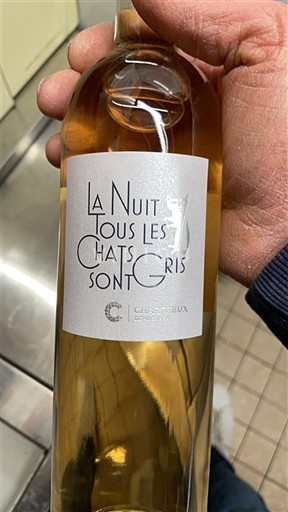 LA NUIT
TOUS LES
CHATS
SONT GRIS
C